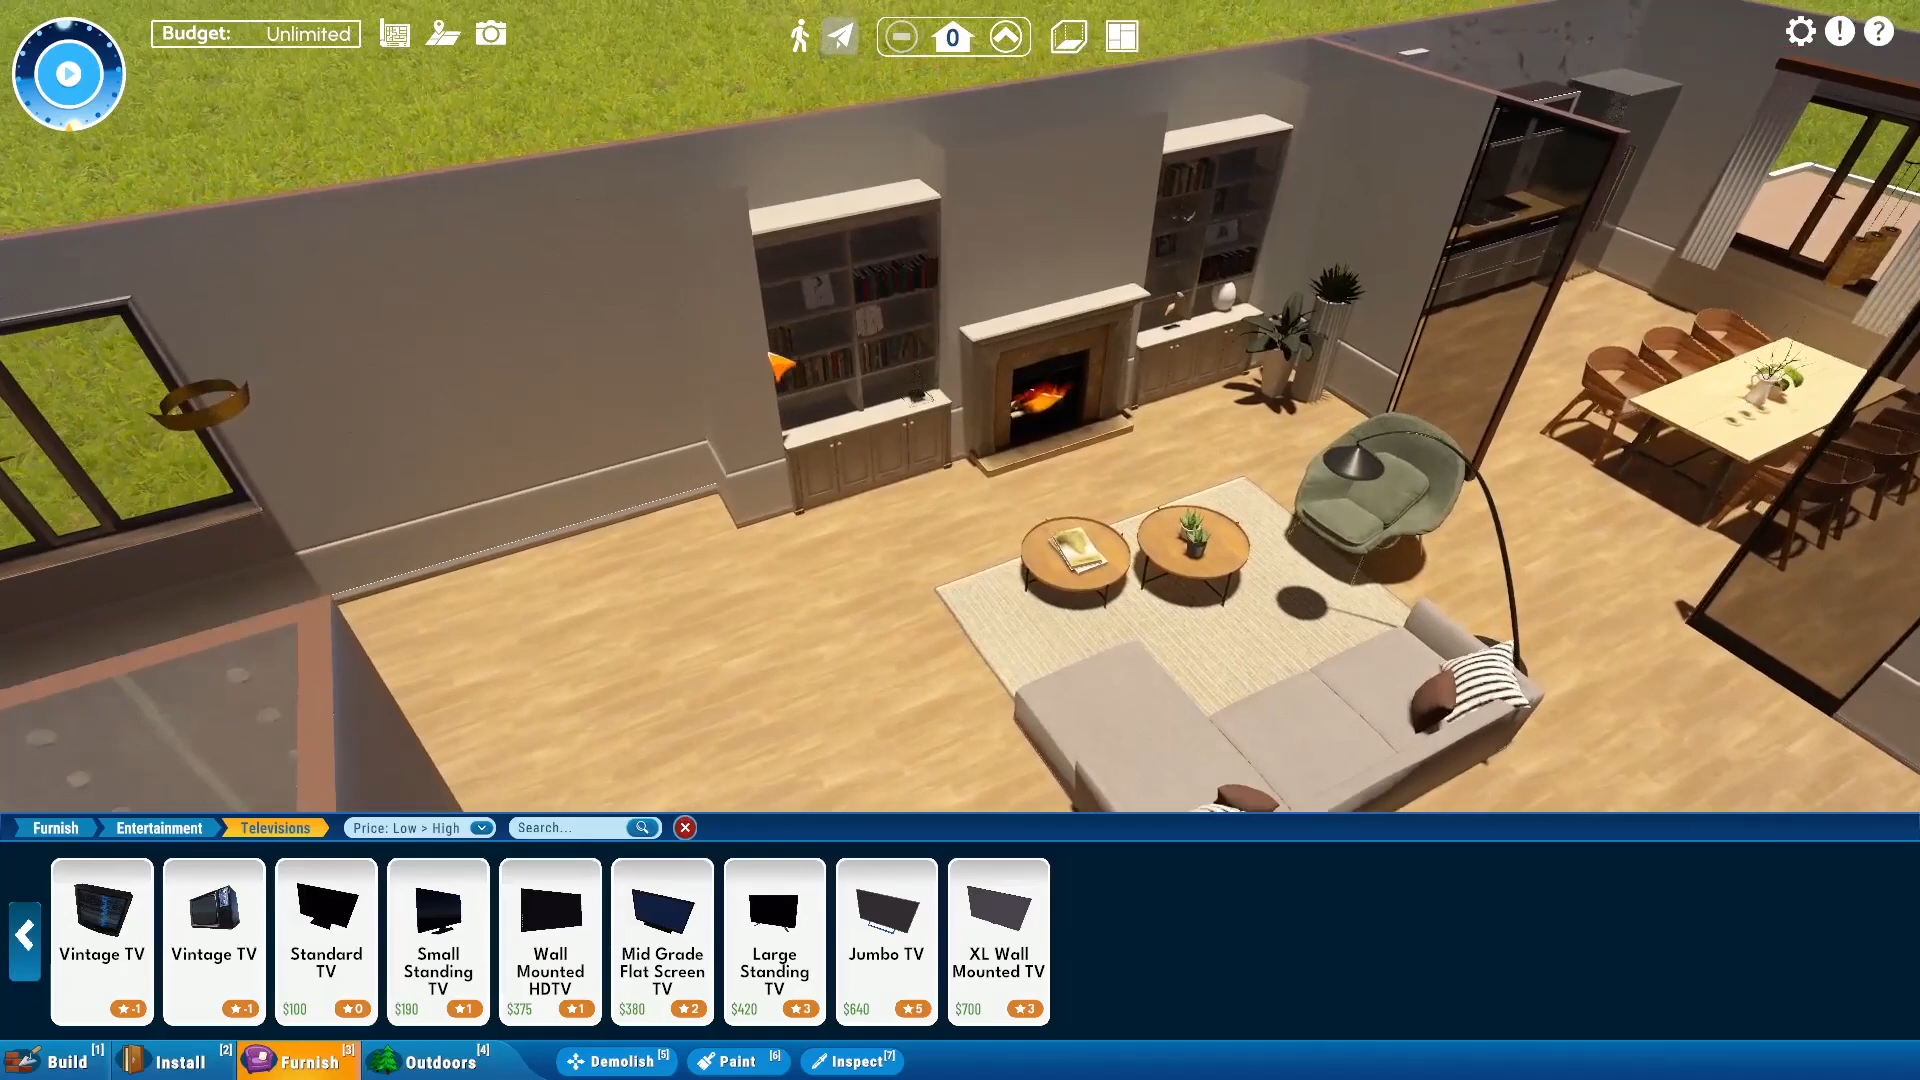 Budget: Unlimited
0
!
?
Furnish
Entertainment
Televisions
Price: Low > High
Search...
Vintage TV
★-1
Vintage TV
★-1
Standard
TV
$100
★0
Small
Standing
TV
$190
★1
Wall
Mounted
HDTV
$375
★1
Mid Grade
Flat Screen
TV
$380
★2
Large
Standing
TV
$420
★3
Jumbo TV
$640
★5
XL Wall
Mounted TV
$700
★3
Build [1]
Install [2]
Furnish [3]
Outdoors [4]
Demolish [5]
Paint [6]
Inspect [7]